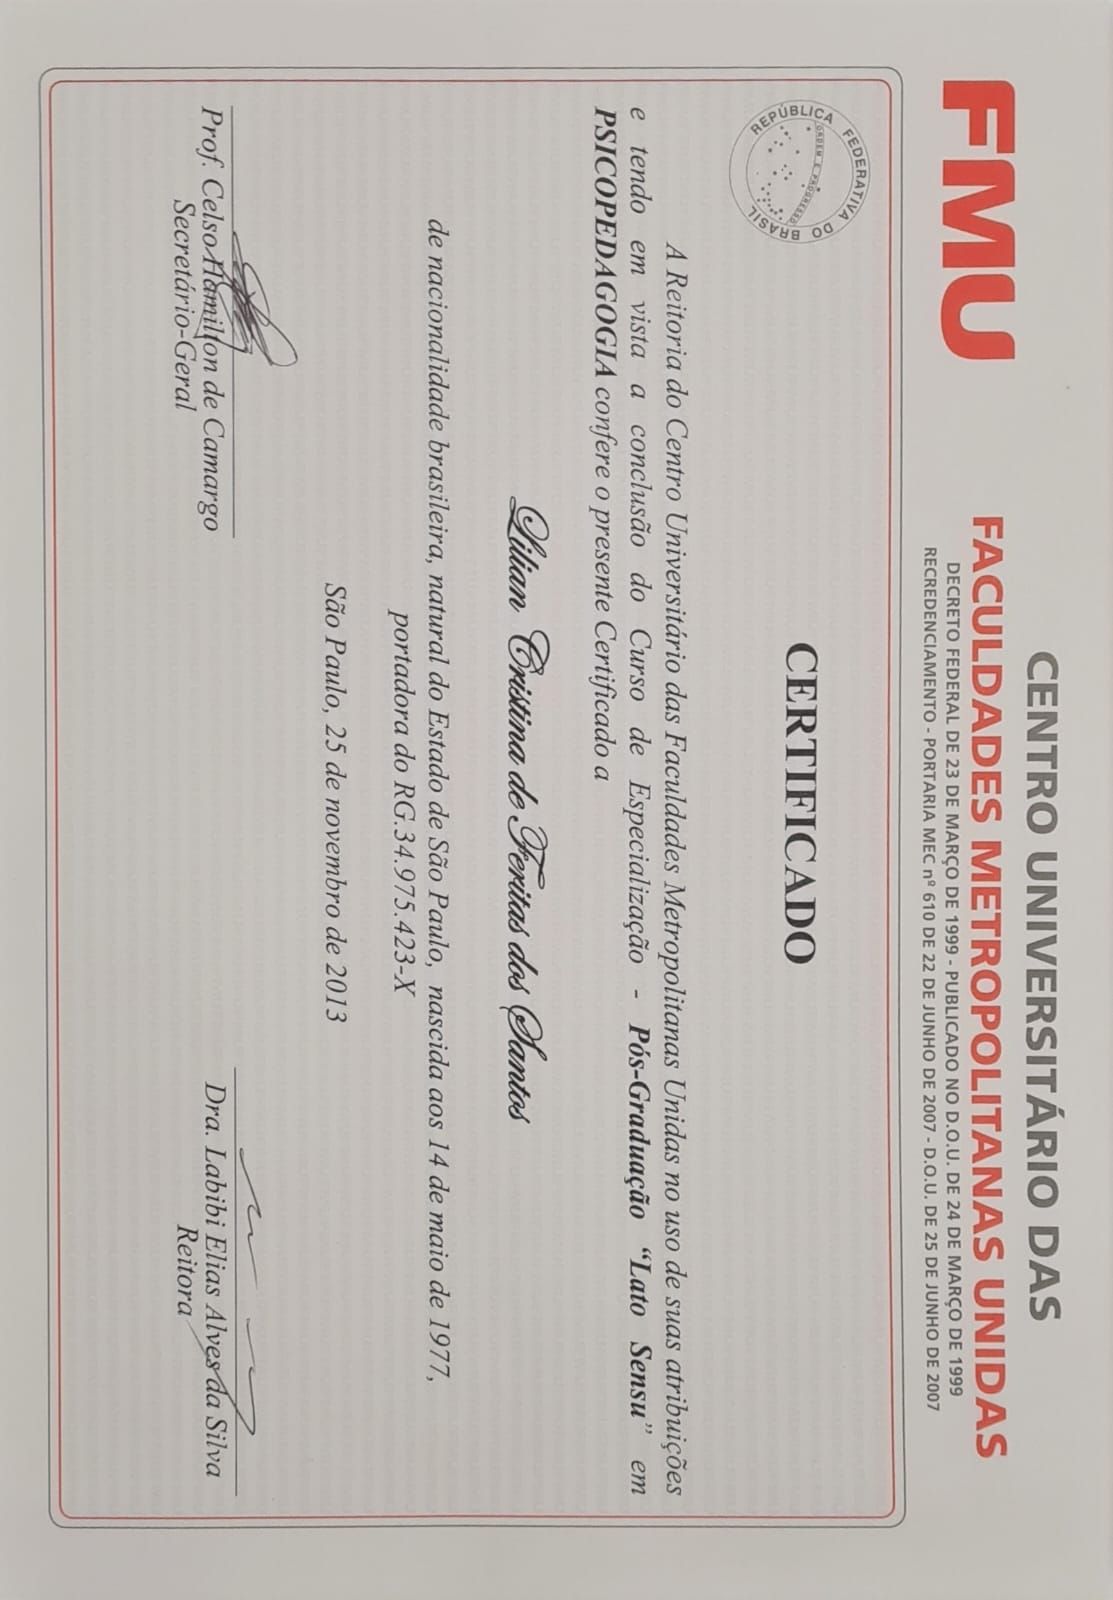 FMU
CENTRO UNIVERSITÁRIO DAS
FACULDADES METROPOLITANAS UNIDAS
DECRETO FEDERAL DE 23 DE MARÇO DE 1999 - PUBLICADO NO D.O.U. DE 24 DE MARÇO DE 1999
RECREDENCIAMENTO - PORTARIA MEC nº 610 DE 22 DE JUNHO DE 2007 - D.O.U. DE 25 DE JUNHO DE 2007
REPÚBLICA FEDERATIVA DO BRASIL
ORDEM E PROGRESSO
CERTIFICADO
A Reitoria do Centro Universitário das Faculdades Metropolitanas Unidas no uso de suas atribuições
e tendo em vista a conclusão do Curso de Especialização - Pós-Graduação “Lato Sensu” em
PSICOPEDAGOGIA confere o presente Certificado a
Lilian Cristina de Feritas dos Santos
de nacionalidade brasileira, natural do Estado de São Paulo, nascida aos 14 de maio de 1977,
portadora do RG.34.975.423-X
São Paulo, 25 de novembro de 2013
Prof. Celso Hamilton de Camargo
Secretário-Geral
Dra. Labibi Elias Alves da Silva
Reitora